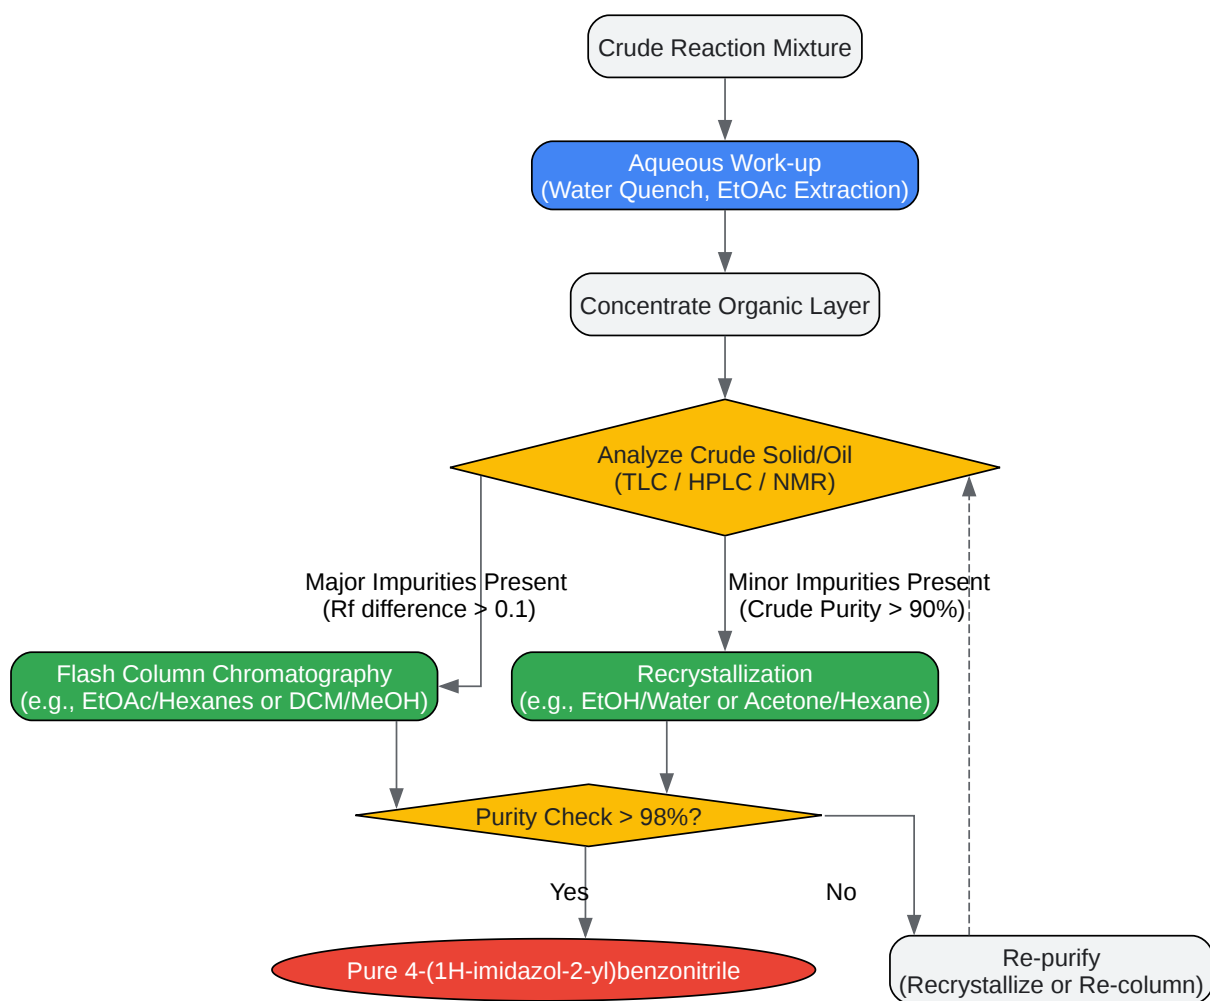 Crude Reaction Mixture
Aqueous Work-up
(Water Quench, EtOAc Extraction)
Concentrate Organic Layer
Analyze Crude Solid/Oil
(TLC / HPLC / NMR)
Major Impurities Present
(Rf difference > 0.1)
Minor Impurities Present
(Crude Purity > 90%)
Flash Column Chromatography
(e.g., EtOAc/Hexanes or DCM/MeOH)
Recrystallization
(e.g., EtOH/Water or Acetone/Hexane)
Purity Check > 98%?
Yes
No
Pure 4-(1H-imidazol-2-yl)benzonitrile
Re-purify
(Recrystallize or Re-column)